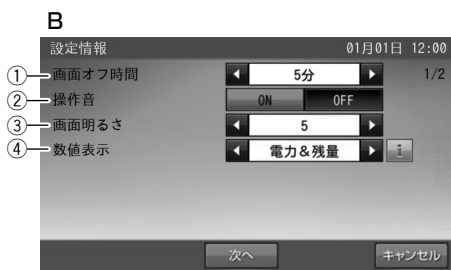 B
設定情報 01月01日 12:00
① 画面オフ時間 ◀ 5分 ▶ 1/2
② 操作音 ON OFF
③ 画面明るさ ◀ 5 ▶
④ 数値表示 ◀ 電力&残量 ▶ i
次へ キャンセル